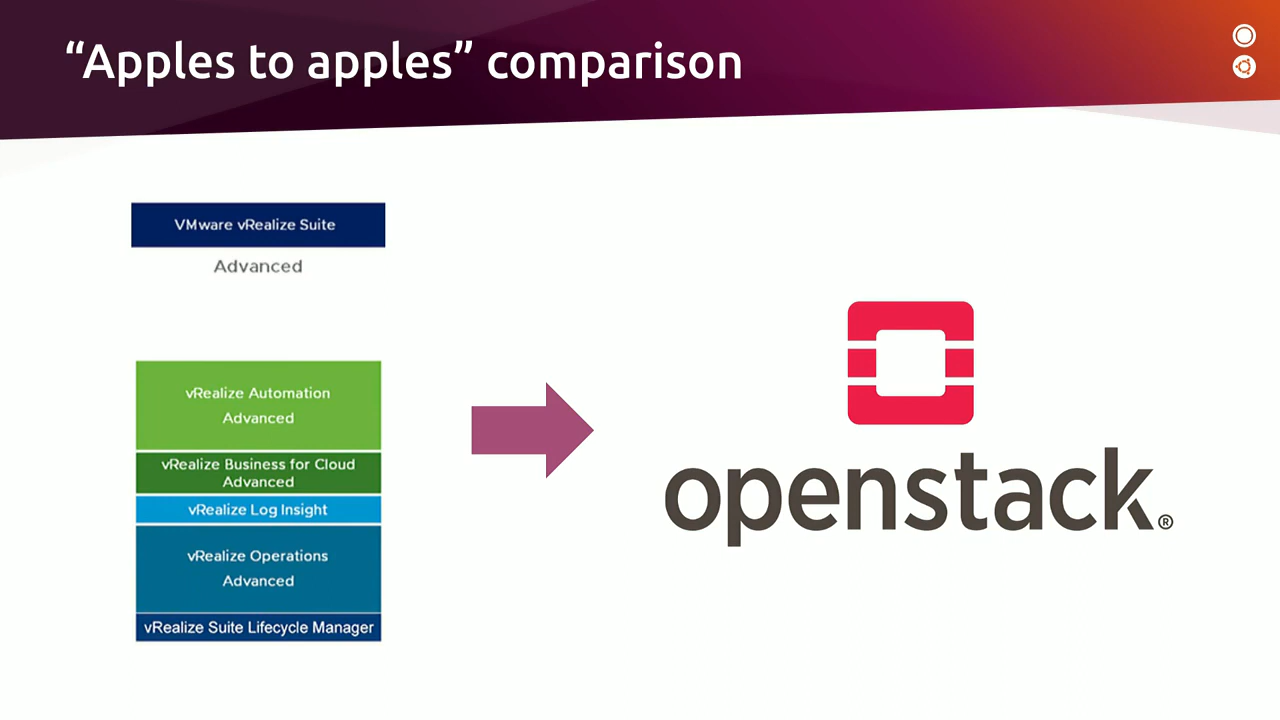 “Apples to apples” comparison
VMware vRealize Suite
Advanced
vRealize Automation
Advanced
vRealize Business for Cloud
Advanced
vRealize Log Insight
vRealize Operations
Advanced
vRealize Suite Lifecycle Manager
openstack®